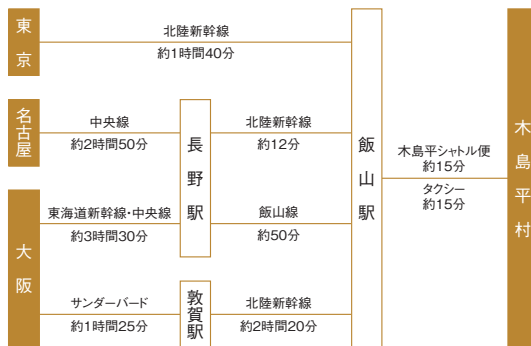 東京
北陸新幹線
約1時間40分
名古屋
中央線
約2時間50分
長野駅
北陸新幹線
約12分
飯山駅
木島平シャトル便
約15分
タクシー
約15分
木島平村
大阪
東海道新幹線・中央線
約3時間30分
飯山線
約50分
サンダーバード
約1時間25分
敦賀駅
北陸新幹線
約2時間20分